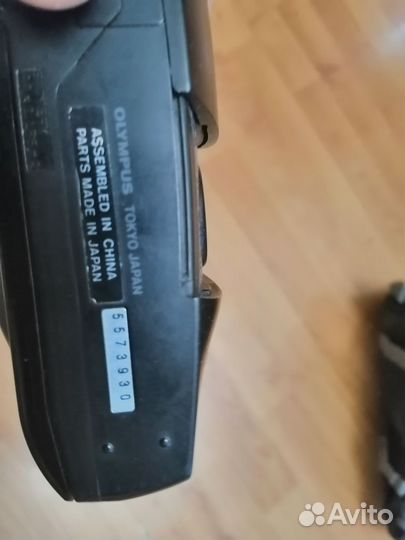 OLYMPUS TOKYO JAPAN
ASSEMBLED IN CHINA
PARTS MADE IN JAPAN
5573930
Avito